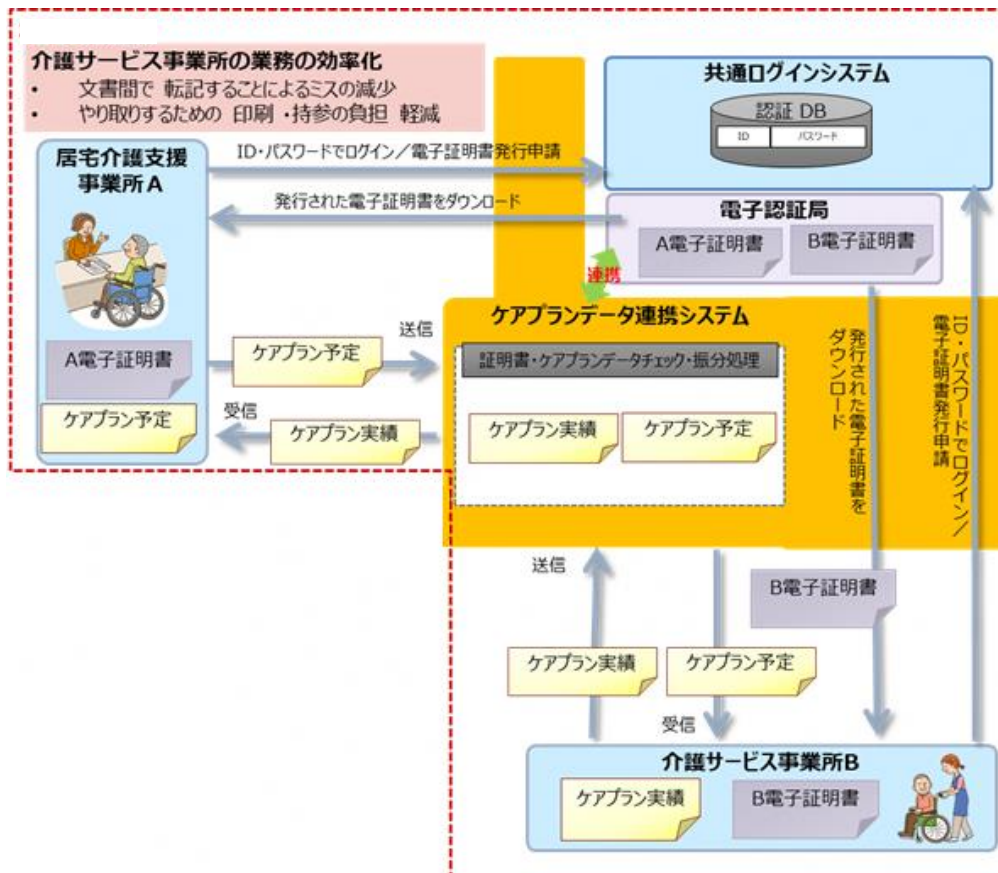 介護サービス事業所の業務の効率化
• 文書間で 転記することによるミスの減少
• やり取りするための 印刷 ・持参の負担 軽減
共通ログインシステム
認証 DB
ID
パスワード
居宅介護支援
事業所A
ID・パスワードでログイン/電子証明書発行申請
発行された電子証明書をダウンロード
電子認証局
A電子証明書
B電子証明書
連携
ケアプランデータ連携システム
証明書・ケアプランデータチェック・振分処理
ケアプラン実績
ケアプラン予定
A電子証明書
ケアプラン予定
ケアプラン予定
送信
受信
ケアプラン実績
発行された電子証明書を
ダウンロード
ID・パスワードでログイン/
電子証明書発行申請
送信
B電子証明書
ケアプラン実績
ケアプラン予定
受信
介護サービス事業所B
ケアプラン実績
B電子証明書